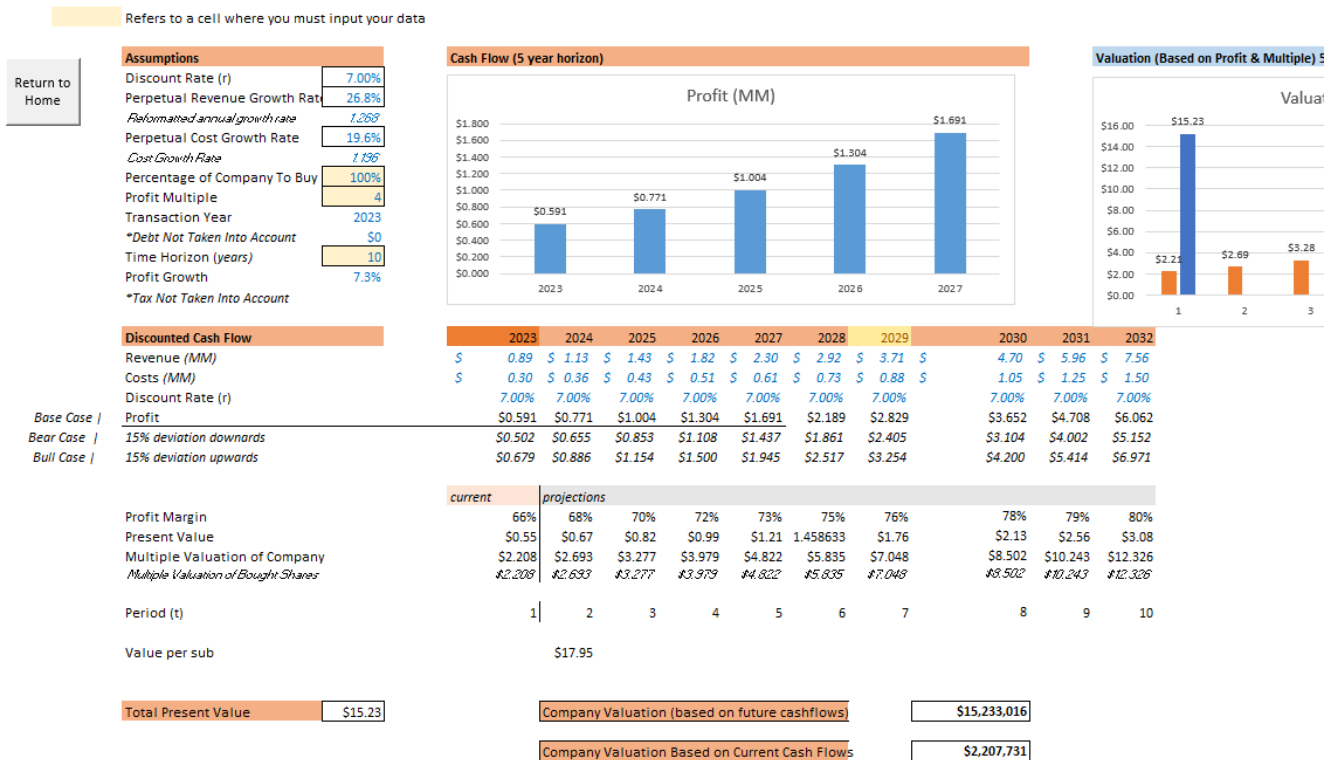 Refers to a cell where you must input your data
Return to
Home
Assumptions
Discount Rate (r) 7.00%
Perpetual Revenue Growth Rate 26.8%
Reformatted annual growth rate 1.268
Perpetual Cost Growth Rate 19.6%
Cost Growth Rate 1.196
Percentage of Company To Buy 100%
Profit Multiple 4
Transaction Year 2023
*Debt Not Taken Into Account $0
Time Horizon (years) 10
Profit Growth 7.3%
*Tax Not Taken Into Account
Cash Flow (5 year horizon)
Profit (MM)
$1.800
$1.600
$1.400
$1.200
$1.000
$0.800
$0.600
$0.400
$0.200
$0.000
$0.591
$0.771
$1.004
$1.304
$1.691
2023 2024 2025 2026 2027
Valuation (Based on Profit & Multiple) 5
Valuat
$16.00
$14.00
$12.00
$10.00
$8.00
$6.00
$4.00
$2.00
$0.00
$15.23
$2.21
$2.69
$3.28
1 2 3
Discounted Cash Flow 2023 2024 2025 2026 2027 2028 2029 2030 2031 2032
Revenue (MM) $ 0.89 $ 1.13 $ 1.43 $ 1.82 $ 2.30 $ 2.92 $ 3.71 $ 4.70 $ 5.96 $ 7.56
Costs (MM) $ 0.30 $ 0.36 $ 0.43 $ 0.51 $ 0.61 $ 0.73 $ 0.88 $ 1.05 $ 1.25 $ 1.50
Discount Rate (r) 7.00% 7.00% 7.00% 7.00% 7.00% 7.00% 7.00% 7.00% 7.00% 7.00%
Base Case | Profit $0.591 $0.771 $1.004 $1.304 $1.691 $2.189 $2.829 $3.652 $4.708 $6.062
Bear Case | 15% deviation downards $0.502 $0.655 $0.853 $1.108 $1.437 $1.861 $2.405 $3.104 $4.002 $5.152
Bull Case | 15% deviation upwards $0.679 $0.886 $1.154 $1.500 $1.945 $2.517 $3.254 $4.200 $5.414 $6.971
current projections
Profit Margin 66% 68% 70% 72% 73% 75% 76% 78% 79% 80%
Present Value $0.55 $0.67 $0.82 $0.99 $1.21 1.458633 $1.76 $2.13 $2.56 $3.08
Multiple Valuation of Company $2.208 $2.693 $3.277 $3.979 $4.822 $5.835 $7.048 $8.502 $10.243 $12.326
Multiple Valuation of Bought Shares $2.208 $2.693 $3.277 $3.979 $4.822 $5.835 $7.048 $8.502 $10.243 $12.326
Period (t) 1 2 3 4 5 6 7 8 9 10
Value per sub $17.95
Total Present Value $15.23
Company Valuation (based on future cashflows) $15,233,016
Company Valuation Based on Current Cash Flows $2,207,731